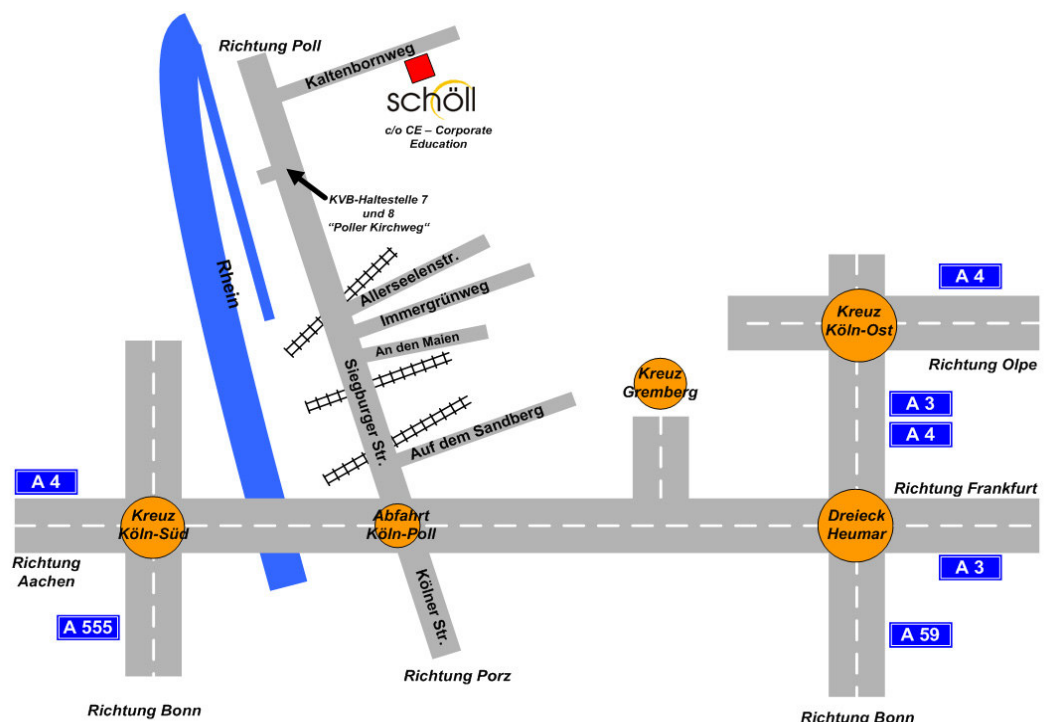 Richtung Poll
Kaltenbornweg
schöll
c/o CE – Corporate
Education
KVB-Haltestelle 7
und 8
“Poller Kirchweg“
Rhein
Allerseelenstr.
Immergrünweg
An den Maien
Siegburger Str.
Auf dem Sandberg
A 4
Kreuz
Köln-Ost
Richtung Olpe
Kreuz
Gremberg
A 3
A 4
Richtung Frankfurt
A 4
Kreuz
Köln-Süd
Abfahrt
Köln-Poll
Dreieck
Heumar
Richtung
Aachen
A 3
Kölner Str.
A 555
A 59
Richtung Porz
Richtung Bonn
Richtung Bonn